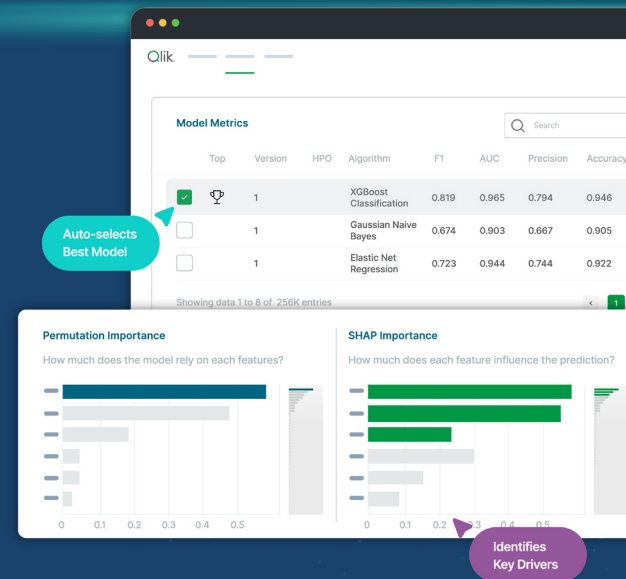 Qlik
Model Metrics
Search
Top Version HPO Algorithm F1 AUC Precision Accuracy
1 XGBoost Classification 0.819 0.965 0.794 0.946
1 Gaussian Naive Bayes 0.674 0.903 0.667 0.905
1 Elastic Net Regression 0.723 0.944 0.744 0.922
Auto-selects
Best Model
Showing data 1 to 8 of 256K entries
< 1
Permutation Importance
How much does the model rely on each features?
0 0.1 0.2 0.3 0.4 0.5
SHAP Importance
How much does each feature influence the prediction?
0 0.1 0.2 0.3 0.4 0.5
Identifies
Key Drivers